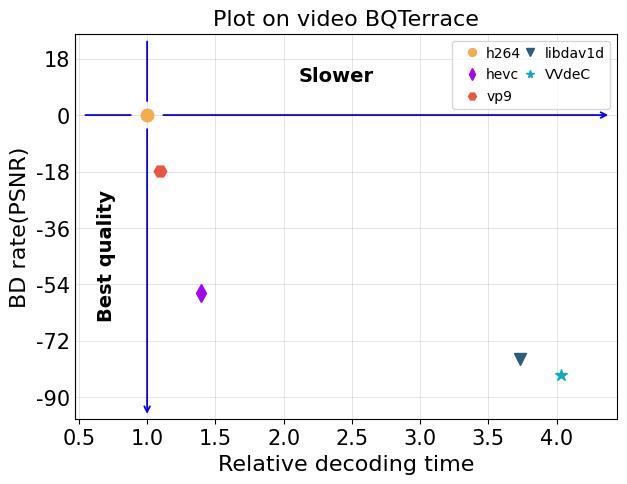 Plot on video BQTerrace
h264
libdav1d
hevc
VVdeC
vp9
Slower
Best quality
BD rate(PSNR)
18
0
-18
-36
-54
-72
-90
0.5 1.0 1.5 2.0 2.5 3.0 3.5 4.0
Relative decoding time